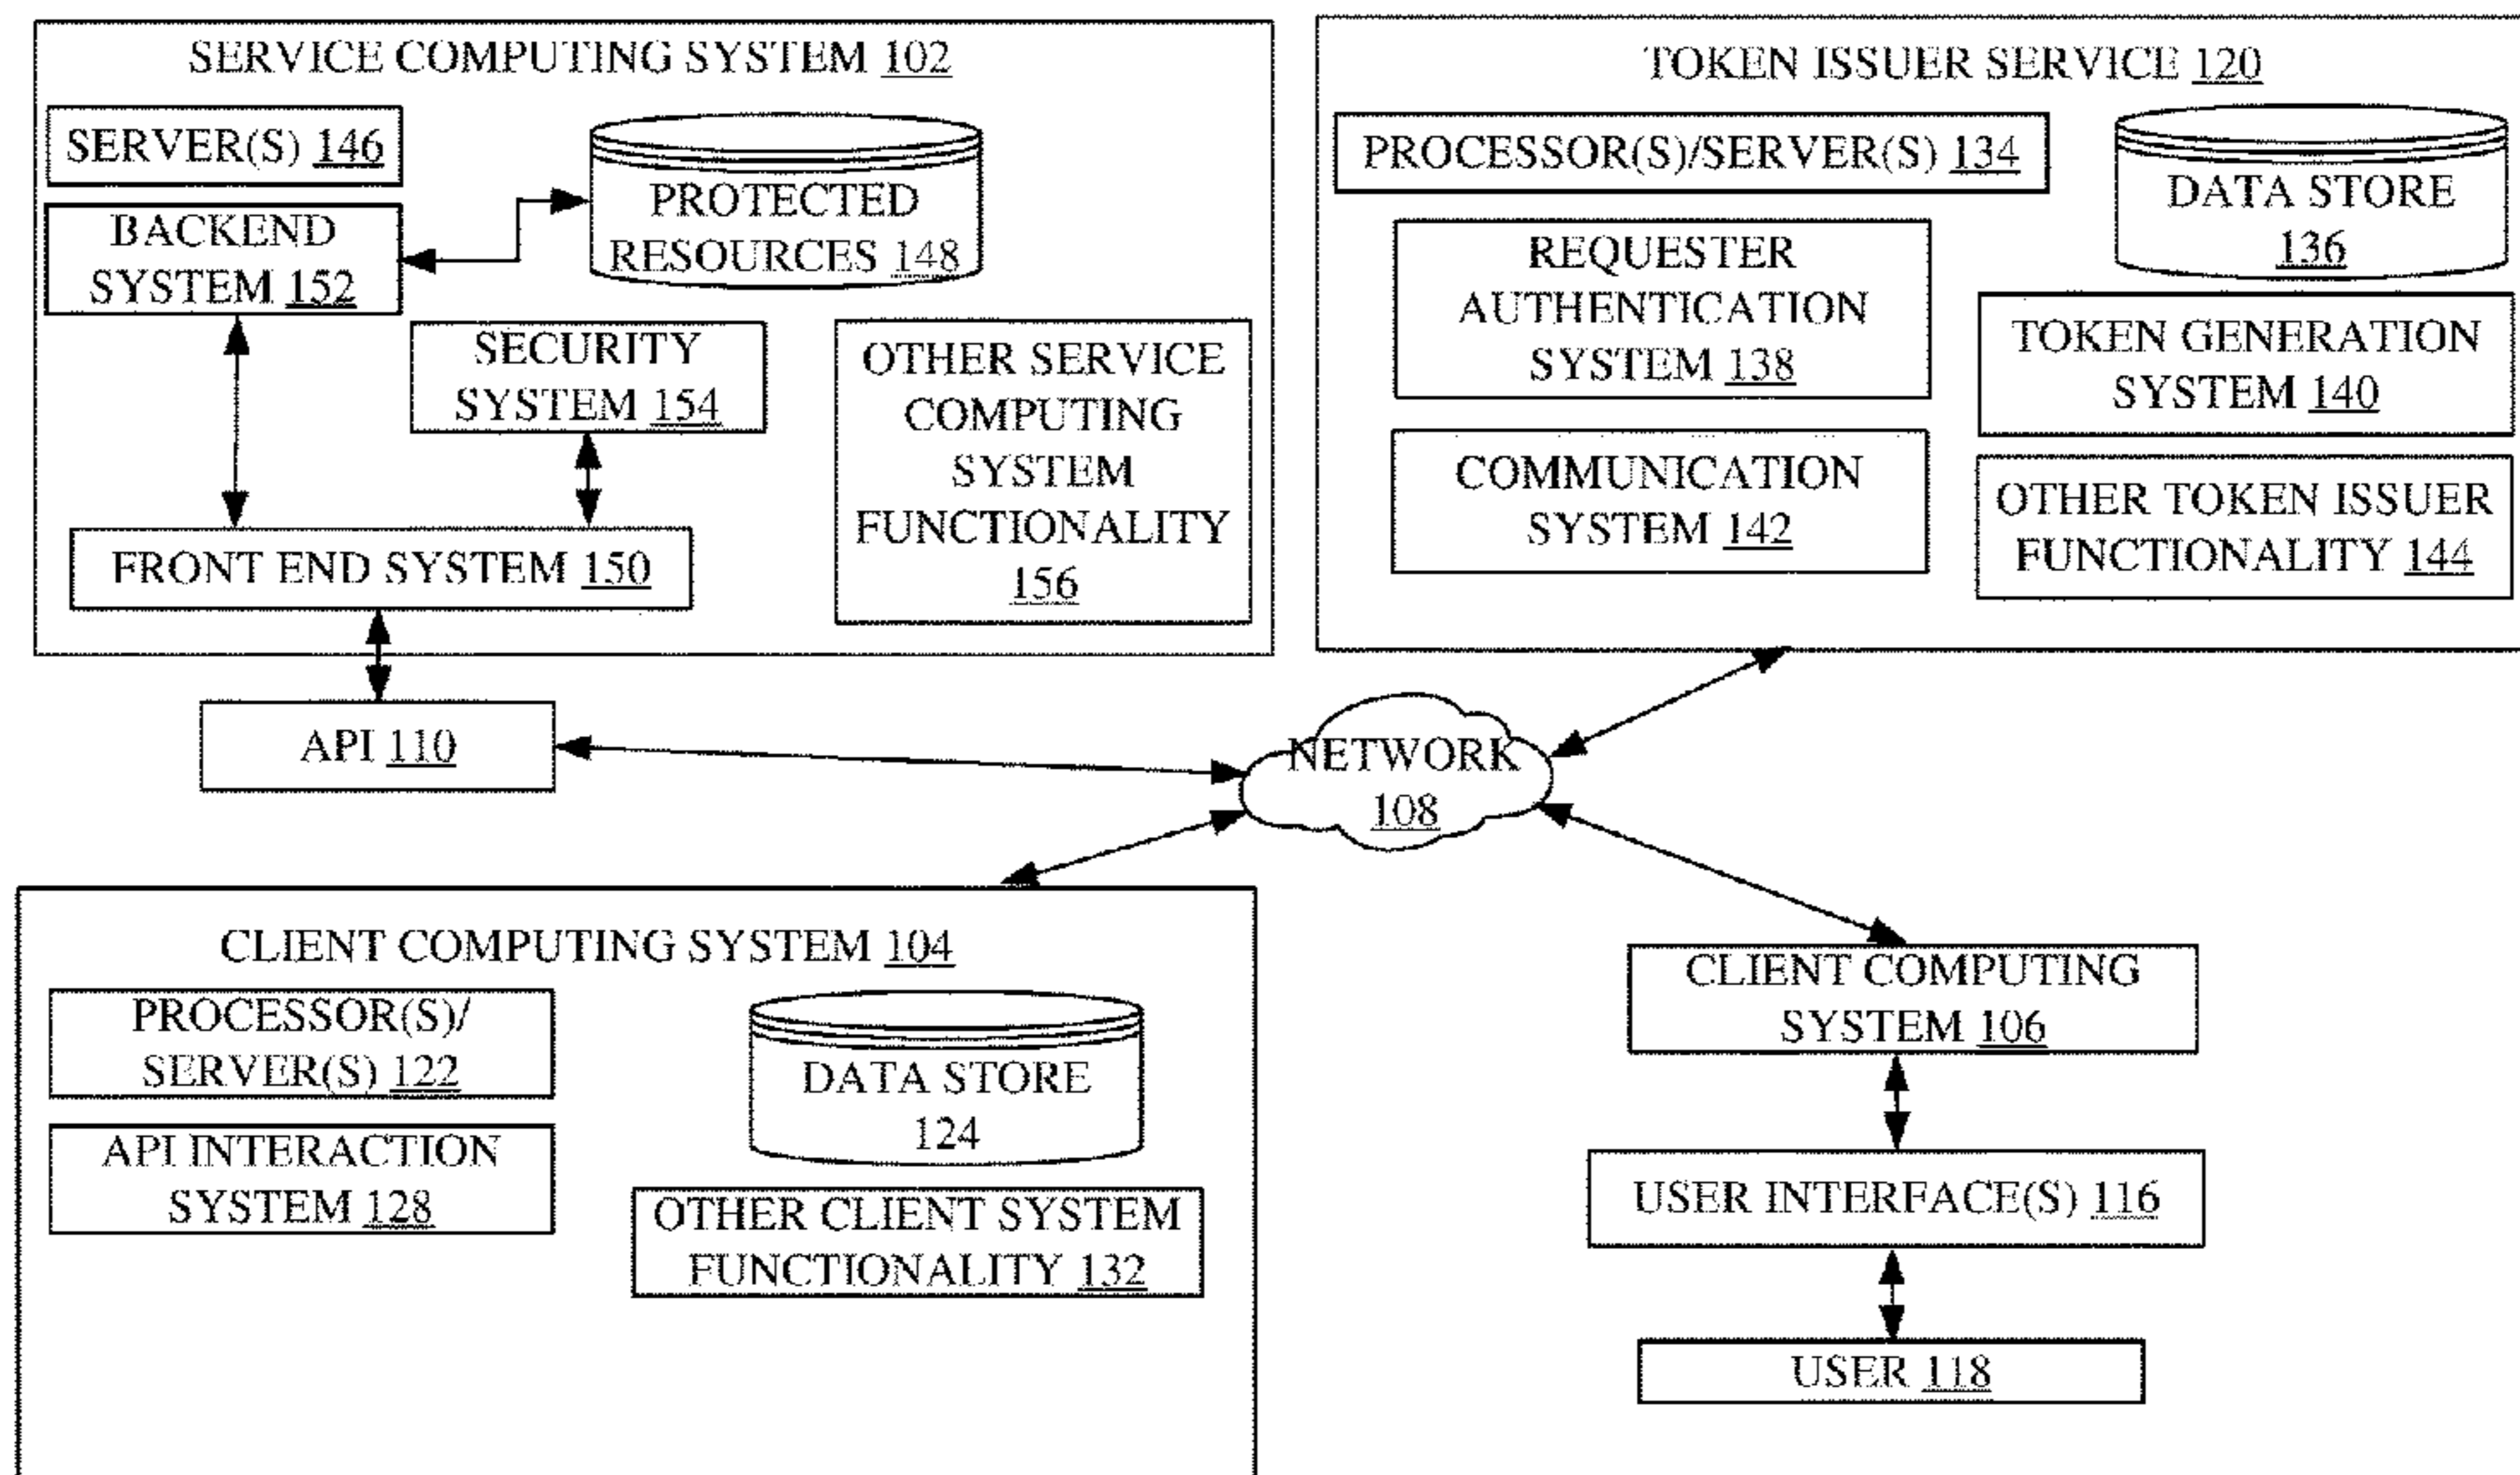 SERVICE COMPUTING SYSTEM 102
SERVER(S) 146
BACKEND
SYSTEM 152
PROTECTED
RESOURCES 148
SECURITY
SYSTEM 154
OTHER SERVICE
COMPUTING
SYSTEM
FUNCTIONALITY
156
FRONT END SYSTEM 150
API 110
TOKEN ISSUER SERVICE 120
PROCESSOR(S)/SERVER(S) 134
DATA STORE
136
REQUESTER
AUTHENTICATION
SYSTEM 138
TOKEN GENERATION
SYSTEM 140
COMMUNICATION
SYSTEM 142
OTHER TOKEN ISSUER
FUNCTIONALITY 144
NETWORK
108
CLIENT COMPUTING SYSTEM 104
PROCESSOR(S)/
SERVER(S) 122
DATA STORE
124
API INTERACTION
SYSTEM 128
OTHER CLIENT SYSTEM
FUNCTIONALITY 132
CLIENT COMPUTING
SYSTEM 106
USER INTERFACE(S) 116
USER 118